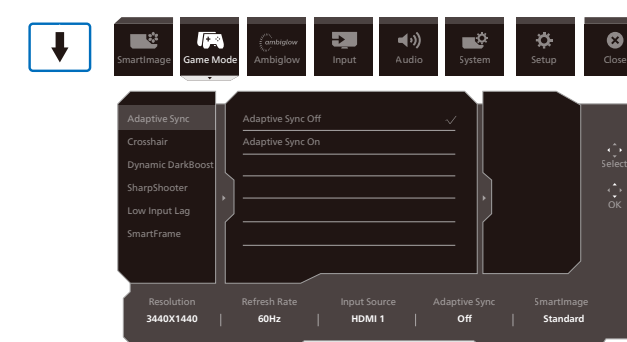 ambiglow
SmartImage Game Mode Ambiglow Input Audio System Setup Close
Adaptive Sync Adaptive Sync Off
Crosshair Adaptive Sync On
Dynamic DarkBoost
Select
SharpShooter
OK
Low Input Lag
SmartFrame
Resolution Refresh Rate Input Source Adaptive Sync SmartImage
3440X1440 | 60Hz | HDMI 1 | Off | Standard